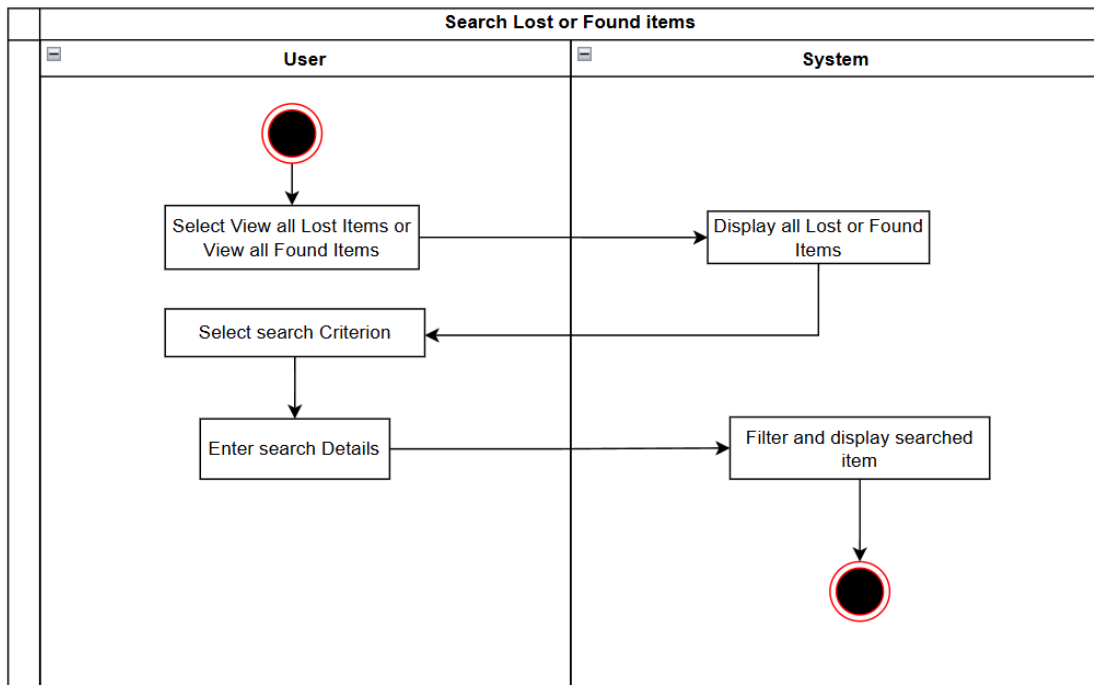 Search Lost or Found items
User
System
Select View all Lost Items or
View all Found Items
Display all Lost or Found
Items
Select search Criterion
Enter search Details
Filter and display searched
item